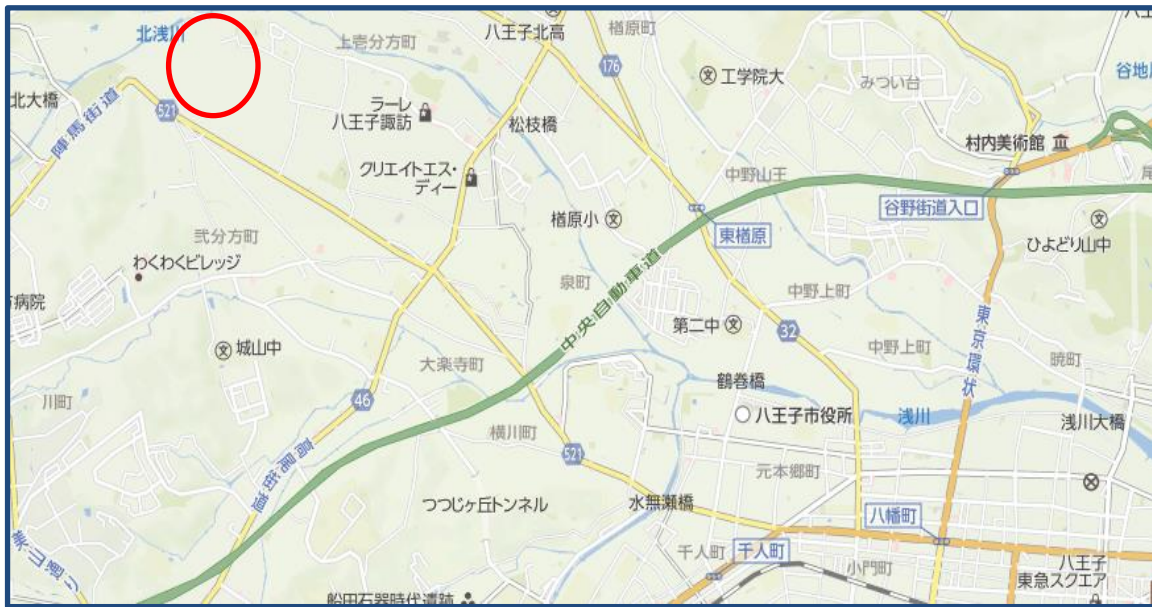 北浅川
上壱分方町
八王子北高
楢原町
176
工学院大
みつい台
北大橋
陣馬街道
521
ラーレ
八王子諏訪
松枝橋
村内美術館
クリエイトエス・
ディー
中野山王
谷野街道入口
楢原小
東楢原
ひよどり山中
弐分方町
わくわくビレッジ
泉町
中央自動車道
中野上町
第二中
32
東京環状
城山中
大楽寺町
中野上町
暁町
鶴巻橋
川町
46
八王子市役所
浅川
浅川大橋
高尾街道
横川町
521
元本郷町
つつじヶ丘トンネル
水無瀬橋
八幡町
美山通り
千人町
千人町
小門町
八王子
東急スクエア
船田石器時代遺跡